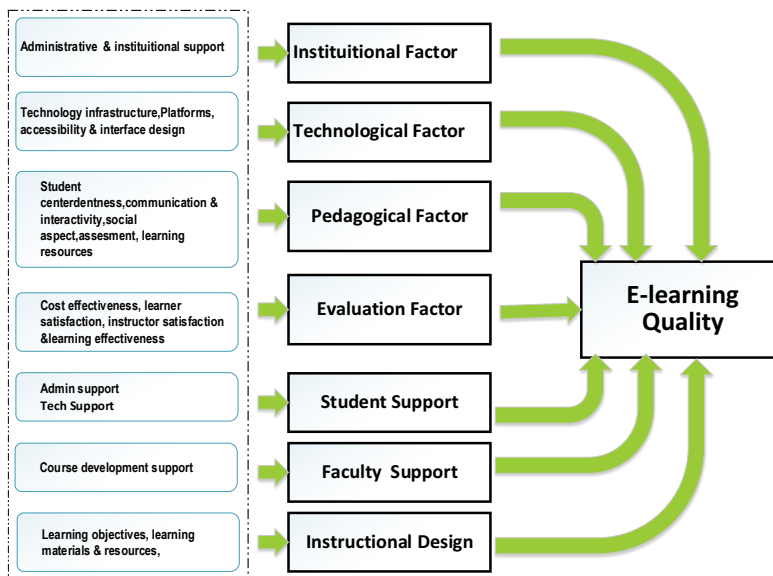 Administrative & instituitional support
Instituitional Factor
Technology infrastructure,Platforms,
accessibility & interface design
Technological Factor
Student
centerdentness,communication &
interactivity,social
aspect,assesment, learning
resources
Pedagogical Factor
Cost effectiveness, learner
satisfaction, instructor satisfaction
&learning effectiveness
Evaluation Factor
E-learning
Quality
Admin support
Tech Support
Student Support
Course development support
Faculty Support
Learning objectives, learning
materials & resources,
Instructional Design